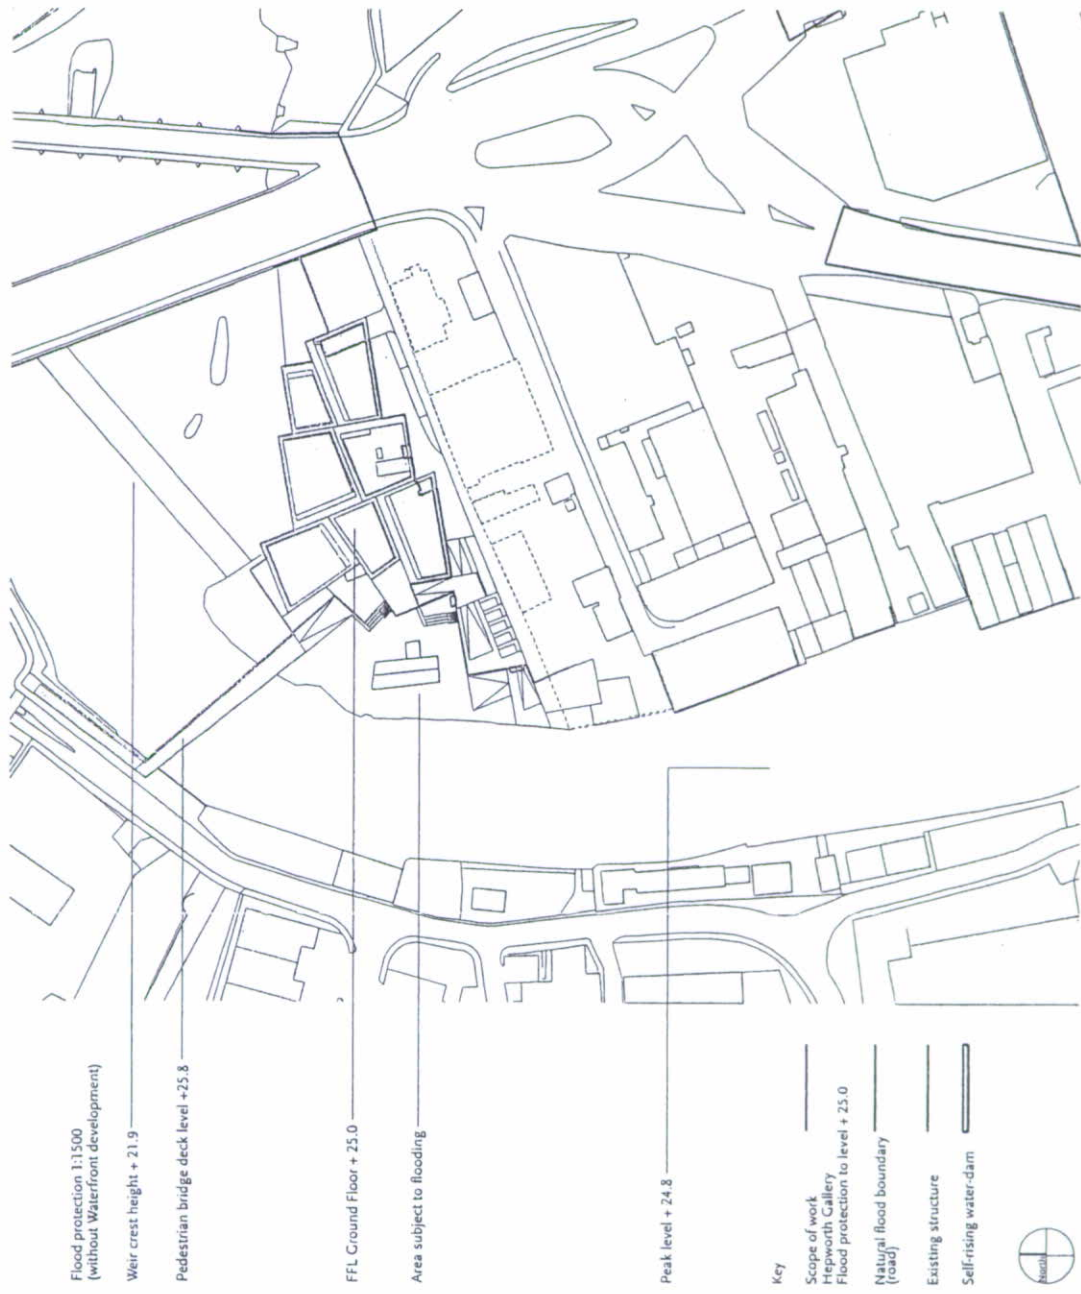 Flood protection 1:1500
(without Waterfront development)
Weir crest height + 21.9
Pedestrian bridge deck level +25.8
FFL Ground Floor + 25.0
Area subject to flooding
Peak level + 24.8
Key
Scope of work
Hepworth Gallery
Flood protection to level + 25.0
Natural flood boundary
(road)
Existing structure
Self-rising water-dam
North